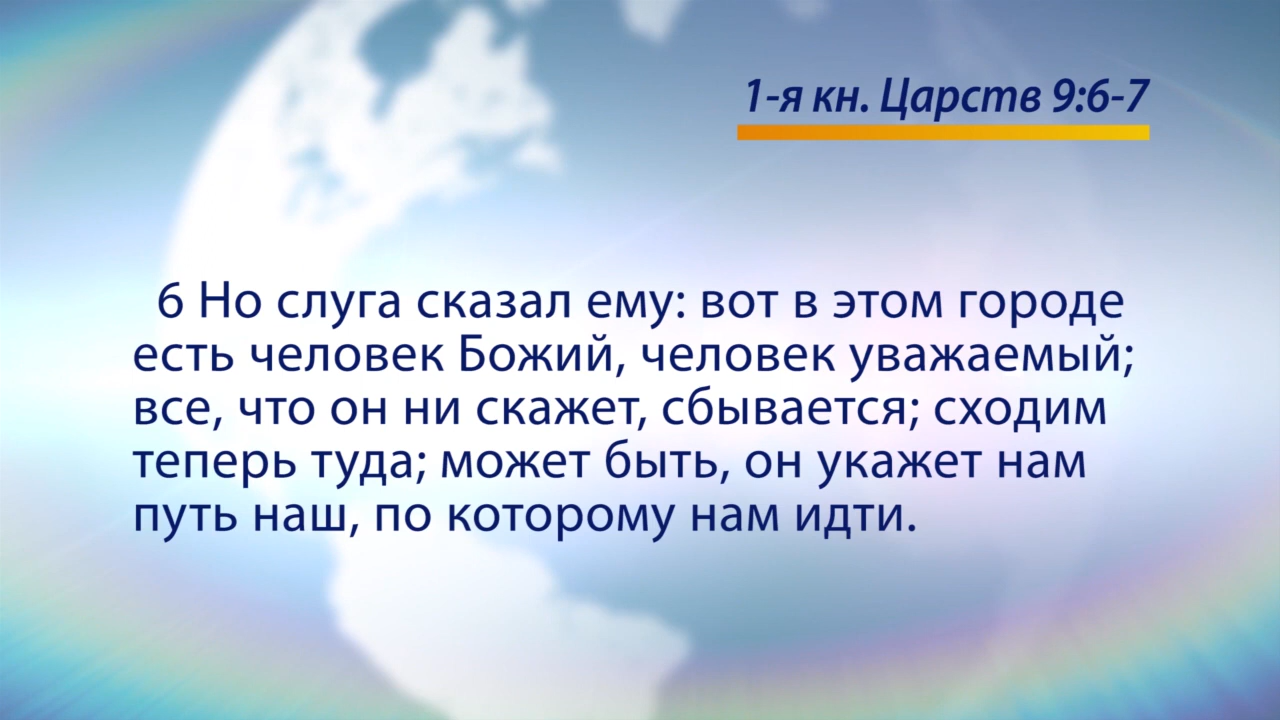 1-я кн. Царств 9:6-7
6 Но слуга сказал ему: вот в этом городе
есть человек Божий, человек уважаемый;
все, что он ни скажет, сбывается; сходим
теперь туда; может быть, он укажет нам
путь наш, по которому нам идти.